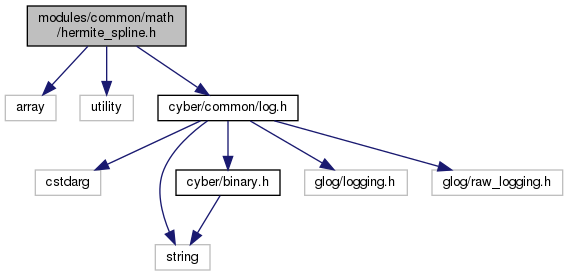 modules/common/math
/hermite_spline.h
array
utility
cyber/common/log.h
cstdarg
cyber/binary.h
glog/logging.h
glog/raw_logging.h
string